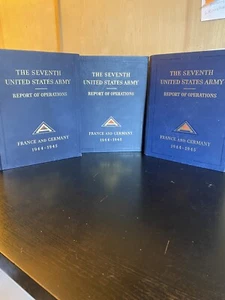 THE SEVENTH
UNITED STATES ARMY
REPORT OF OPERATIONS
FRANCE AND GERMANY
1944-1945
THE SEVENTH
UNITED STATES ARMY
REPORT OF OPERATIONS
FRANCE AND GERMANY
1944-1945
THE SEVENTH
UNITED STATES ARMY
REPORT OF OPERATIONS
FRANCE AND GERMANY
1944-1945